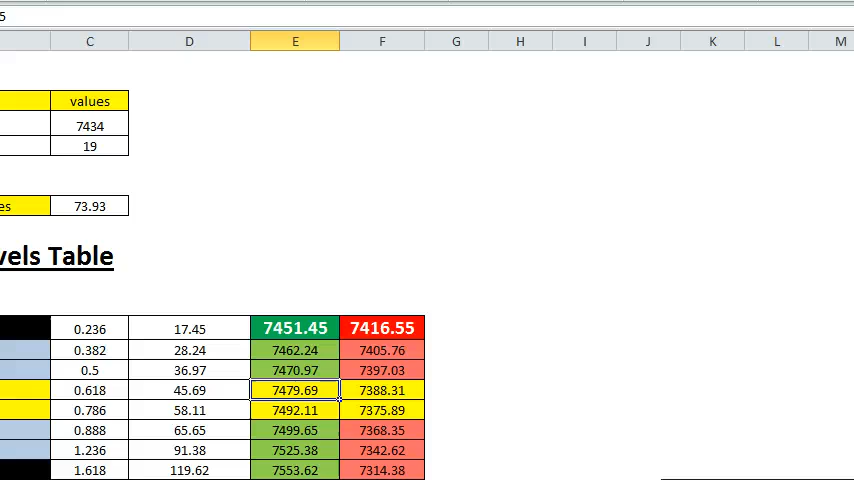 5
C D E F G H I J K L M
values
7434
19
es 73.93
vels Table
0.236 17.45 7451.45 7416.55
0.382 28.24 7462.24 7405.76
0.5 36.97 7470.97 7397.03
0.618 45.69 7479.69 7388.31
0.786 58.11 7492.11 7375.89
0.888 65.65 7499.65 7368.35
1.236 91.38 7525.38 7342.62
1.618 119.62 7553.62 7314.38